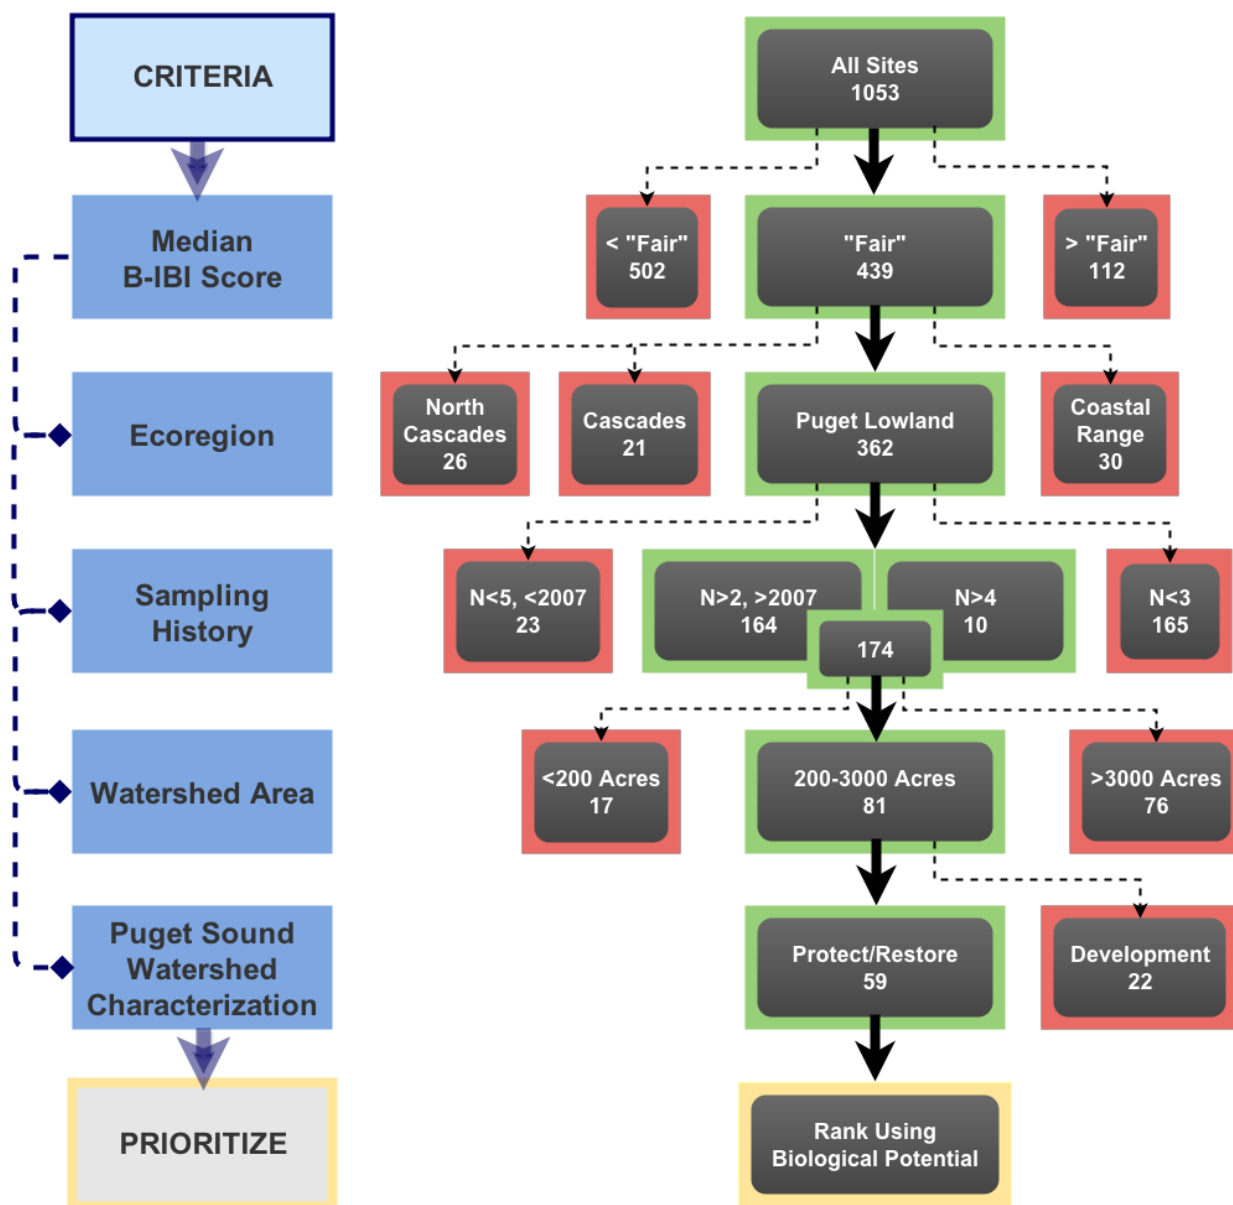 CRITERIA
All Sites
1053
Median
B-IBI Score
< "Fair"
502
"Fair"
439
> "Fair"
112
Ecoregion
North
Cascades
26
Cascades
21
Puget Lowland
362
Coastal
Range
30
Sampling
History
N<5, <2007
23
N>2, >2007
164
N>4
10
174
N<3
165
Watershed Area
<200 Acres
17
200-3000 Acres
81
>3000 Acres
76
Puget Sound
Watershed
Characterization
Protect/Restore
59
Development
22
PRIORITIZE
Rank Using
Biological Potential